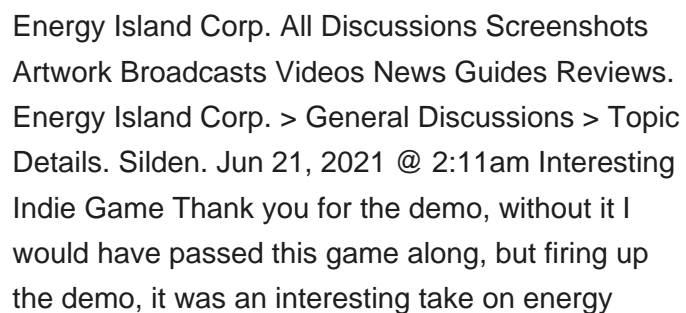 Energy Island Corp. All Discussions Screenshots
Artwork Broadcasts Videos News Guides Reviews.
Energy Island Corp. > General Discussions > Topic
Details. Silden. Jun 21, 2021 @ 2:11am Interesting
Indie Game Thank you for the demo, without it I
would have passed this game along, but firing up
the demo, it was an interesting take on energy